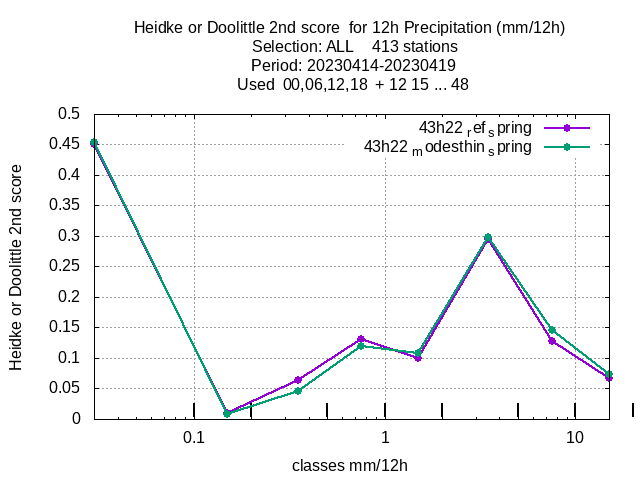 Heidke or Doolittle 2nd score  for 12h Precipitation (mm/12h)
Selection: ALL    413 stations
Period: 20230414-20230419
Used  00,06,12,18  + 12 15 ... 48
43h22 ref spring
43h22 modesthin spring
Heidke or Doolittle 2nd score
0.5
0.45
0.4
0.35
0.3
0.25
0.2
0.15
0.1
0.05
0
0.1
1
10
classes mm/12h